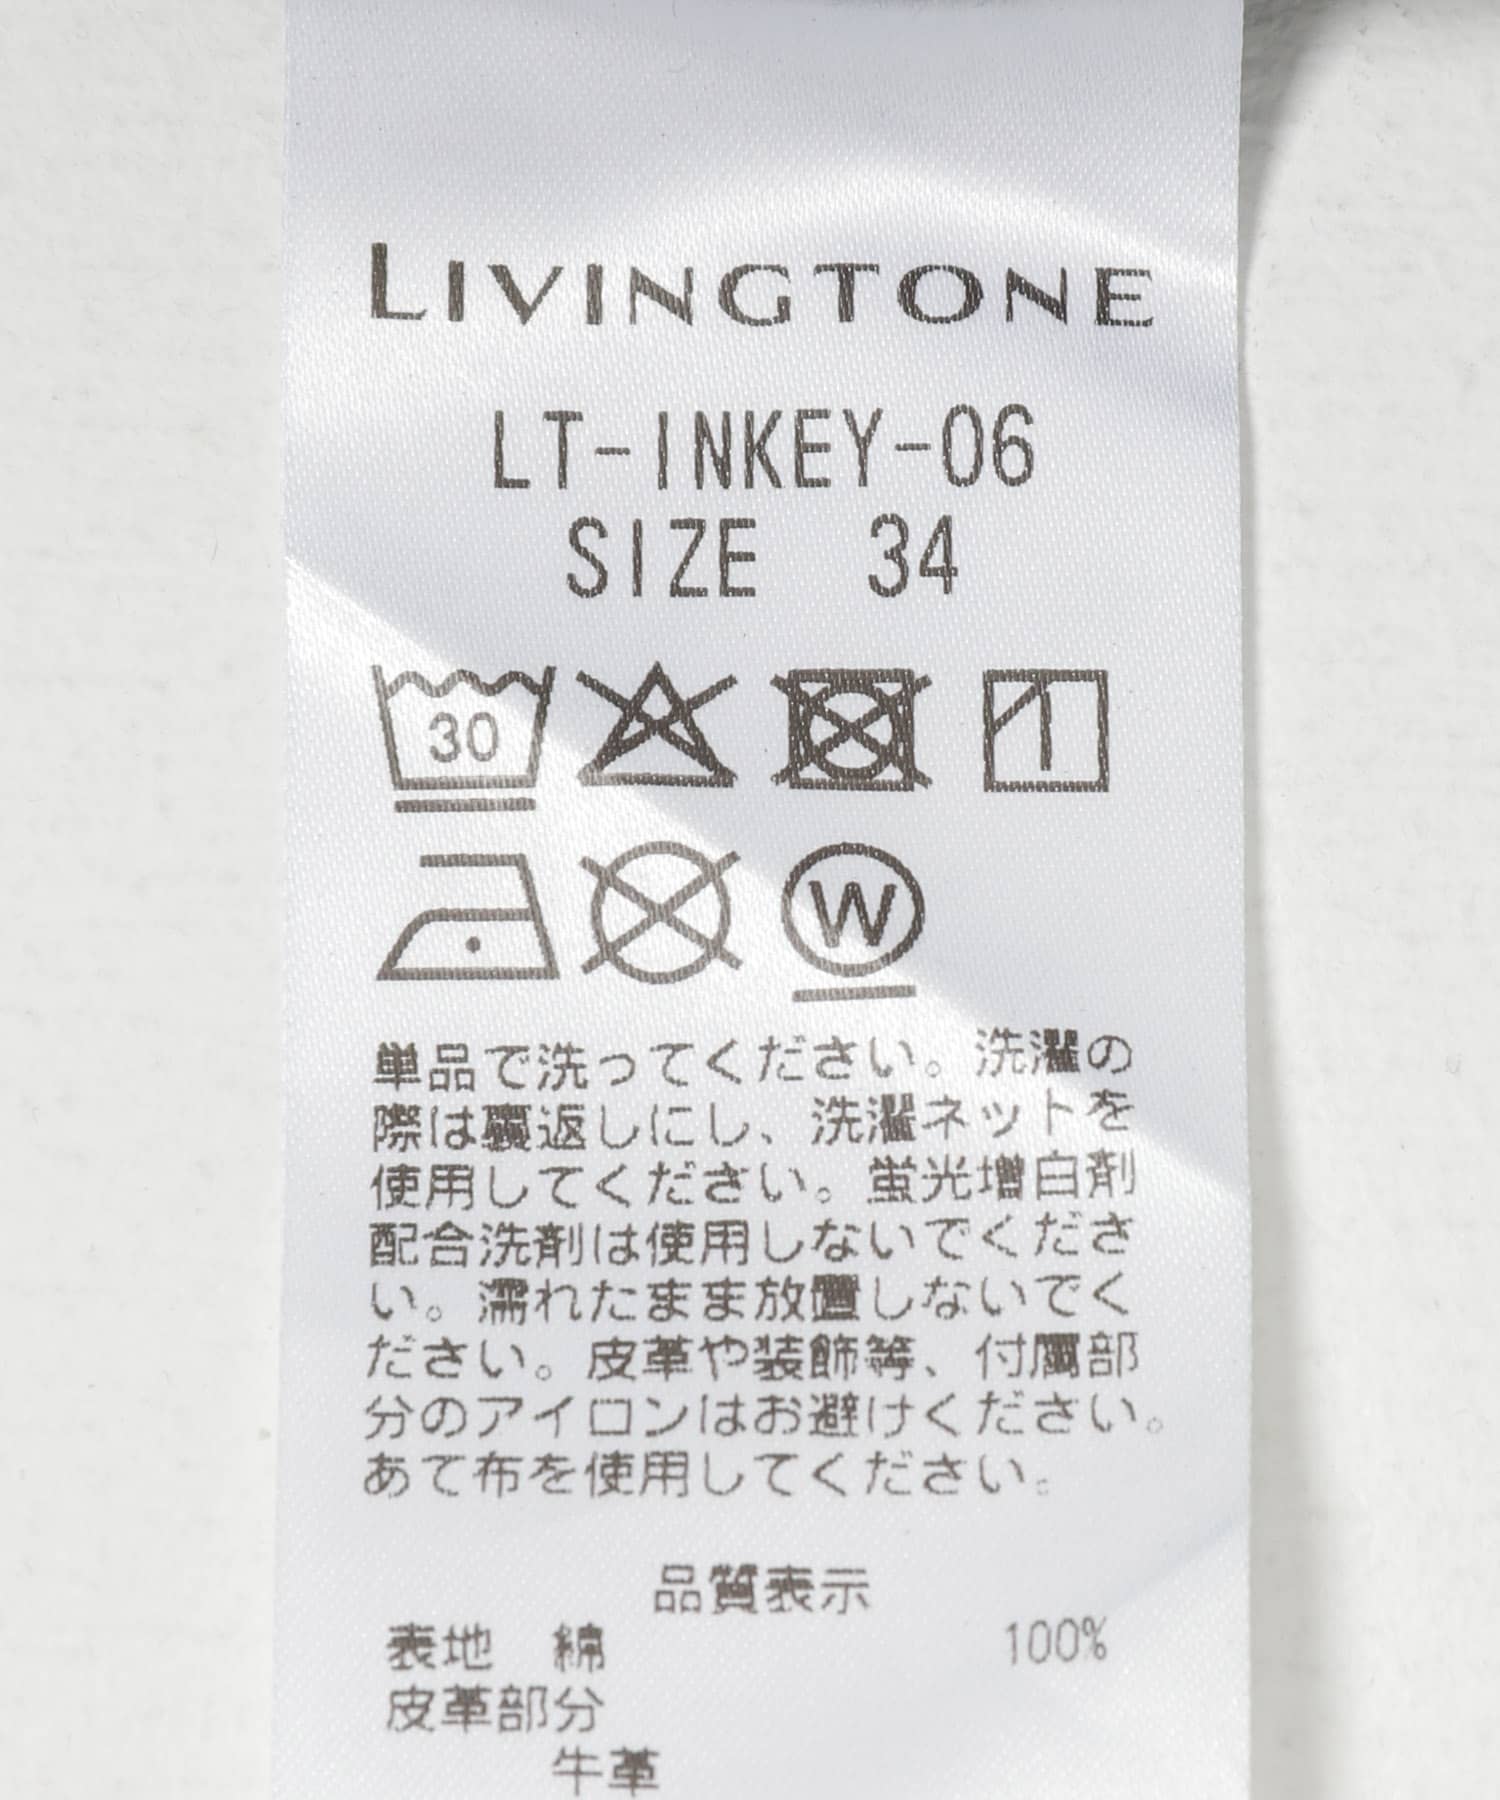 LIVINGTONE
LT-INKEY-06
SIZE 34
30
W
単品で洗ってください。洗濯の
際は裏返しにし、洗濯ネットを
使用してください。蛍光増白剤
配合洗剤は使用しないでくださ
い。濡れたまま放置しないでく
ださい。皮革や装飾等、付属部
分のアイロンはお避けください。
あて布を使用してください。
品質表示
表地 綿 100%
皮革部分
牛革